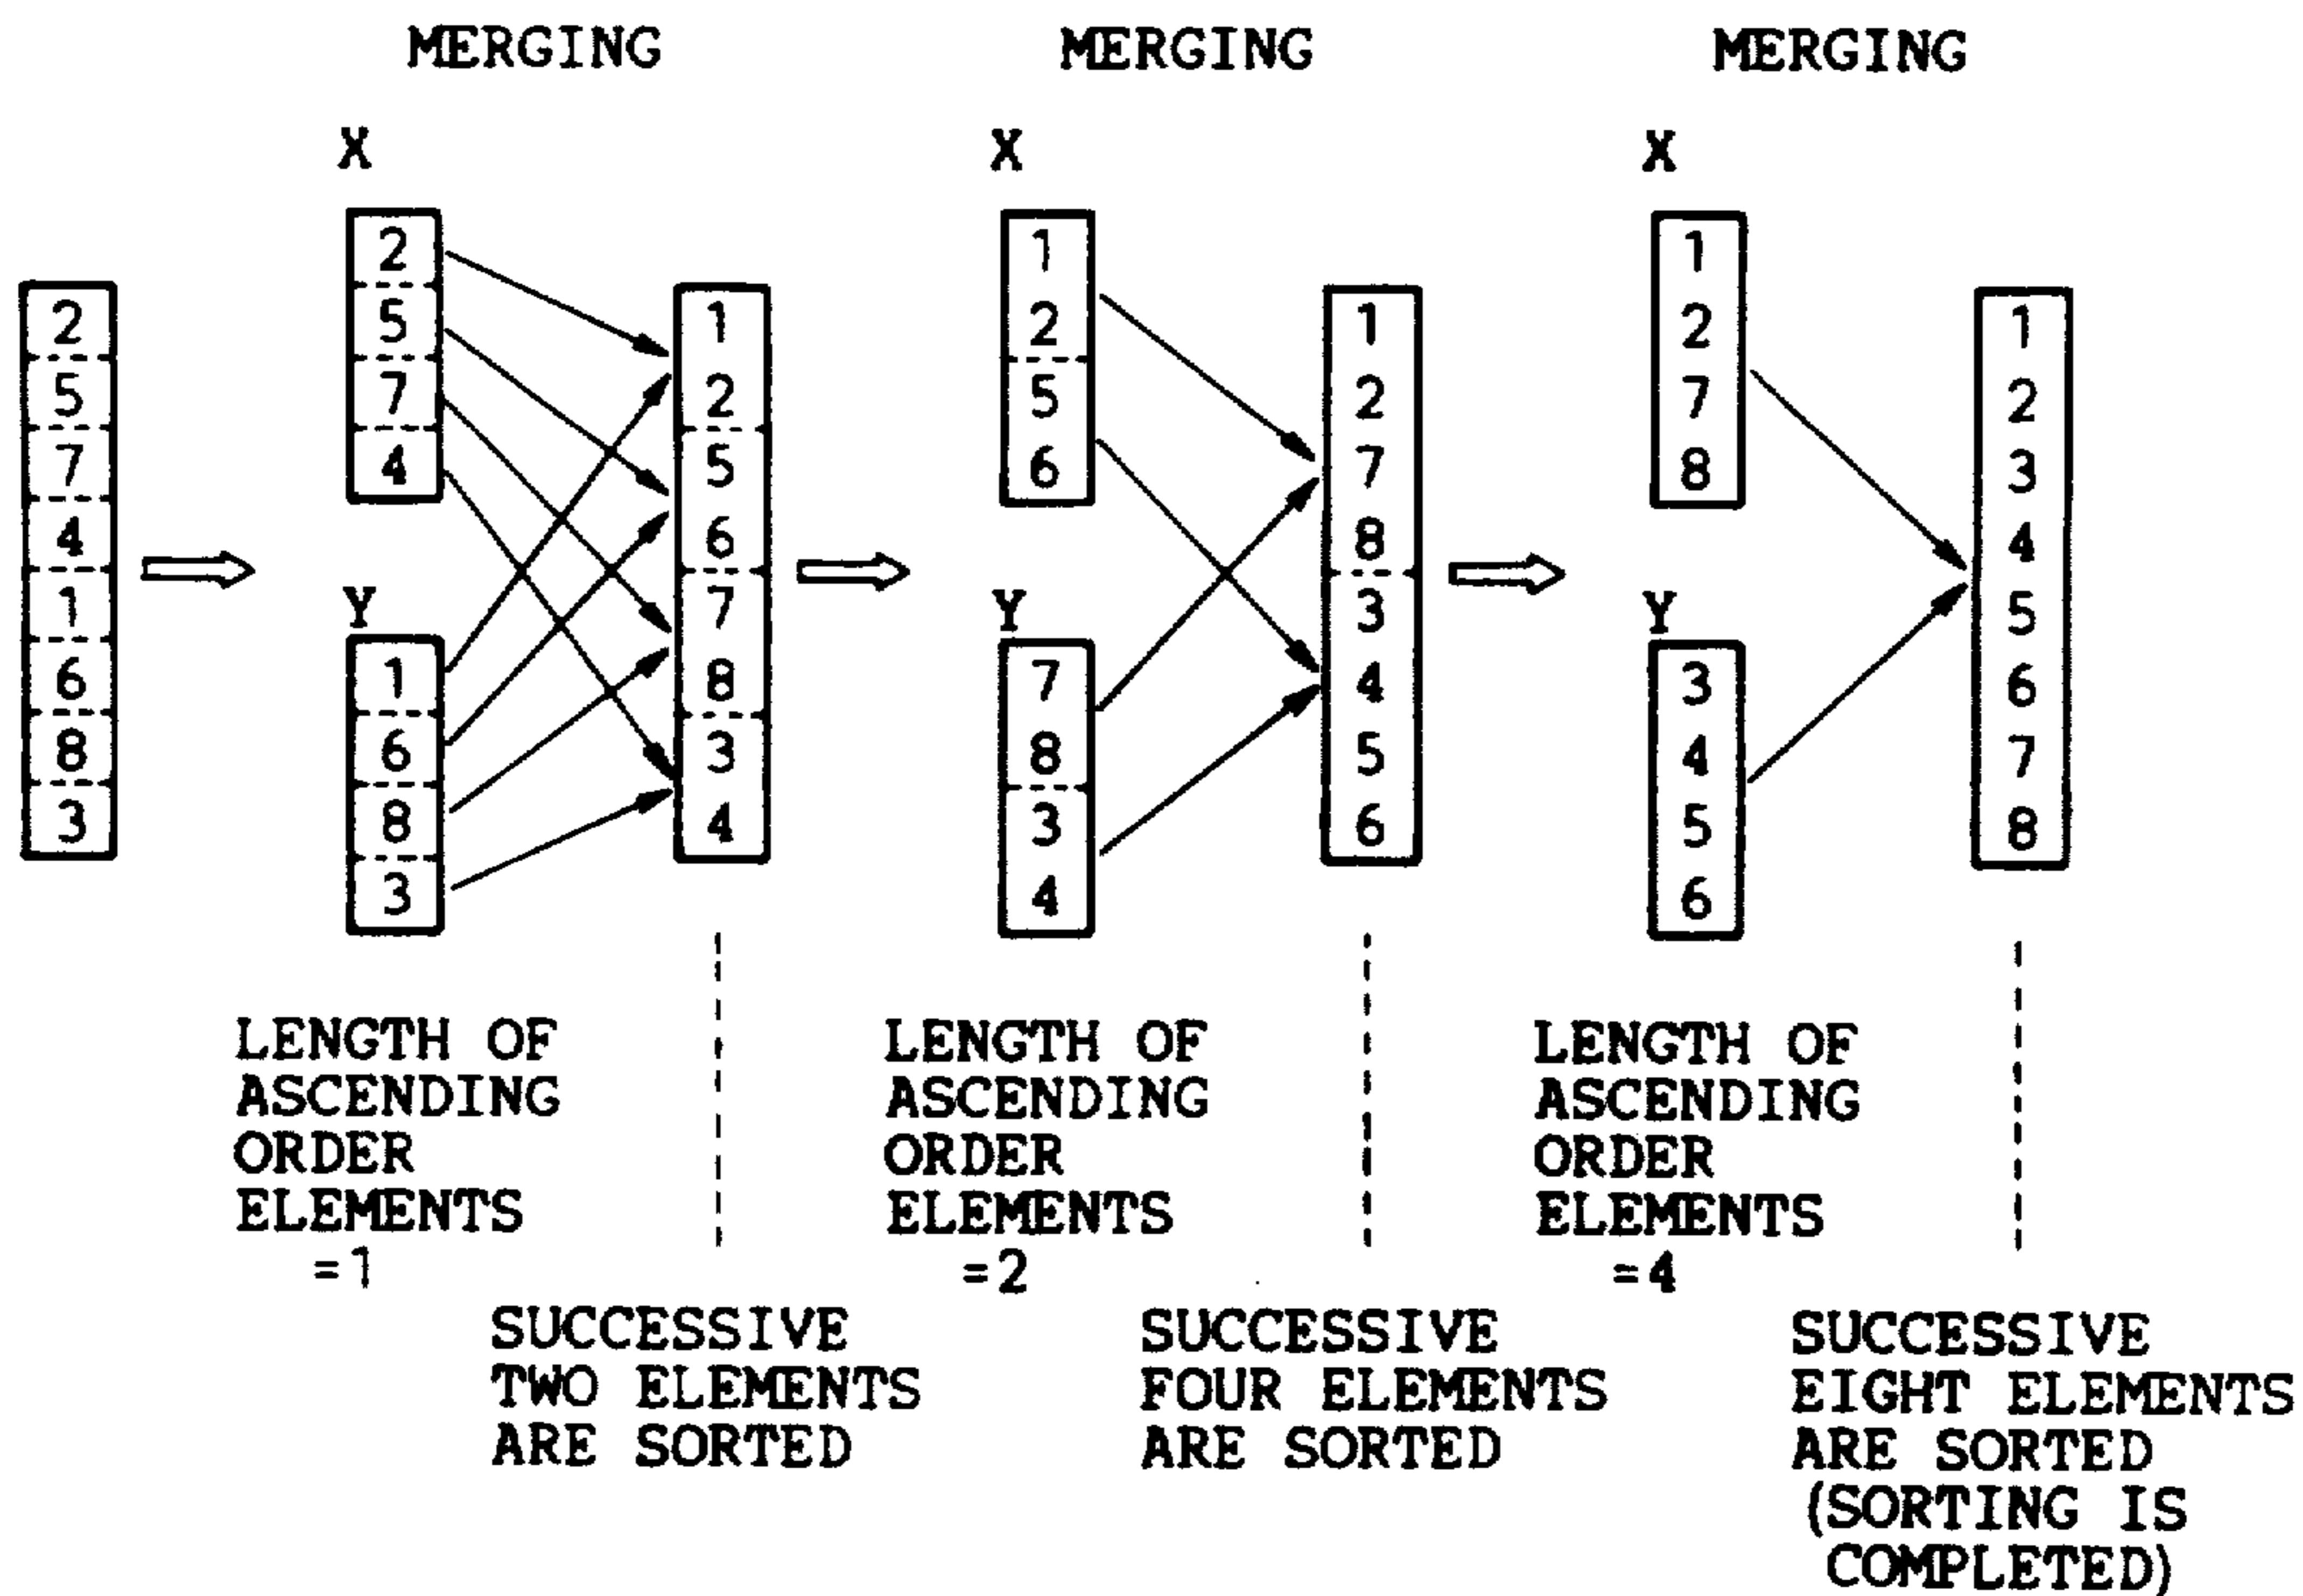 MERGING
MERGING
MERGING
2
5
7
4
1
6
8
3
X
2
5
7
4
Y
1
6
8
3
1
2
5
6
7
8
3
4
X
1
2
5
6
Y
7
8
3
4
1
2
7
8
3
4
5
6
X
1
2
7
8
Y
3
4
5
6
1
2
3
4
5
6
7
8
LENGTH OF
ASCENDING
ORDER
ELEMENTS
=1
SUCCESSIVE
TWO ELEMENTS
ARE SORTED
LENGTH OF
ASCENDING
ORDER
ELEMENTS
=2
SUCCESSIVE
FOUR ELEMENTS
ARE SORTED
LENGTH OF
ASCENDING
ORDER
ELEMENTS
=4
SUCCESSIVE
EIGHT ELEMENTS
ARE SORTED
(SORTING IS
COMPLETED)